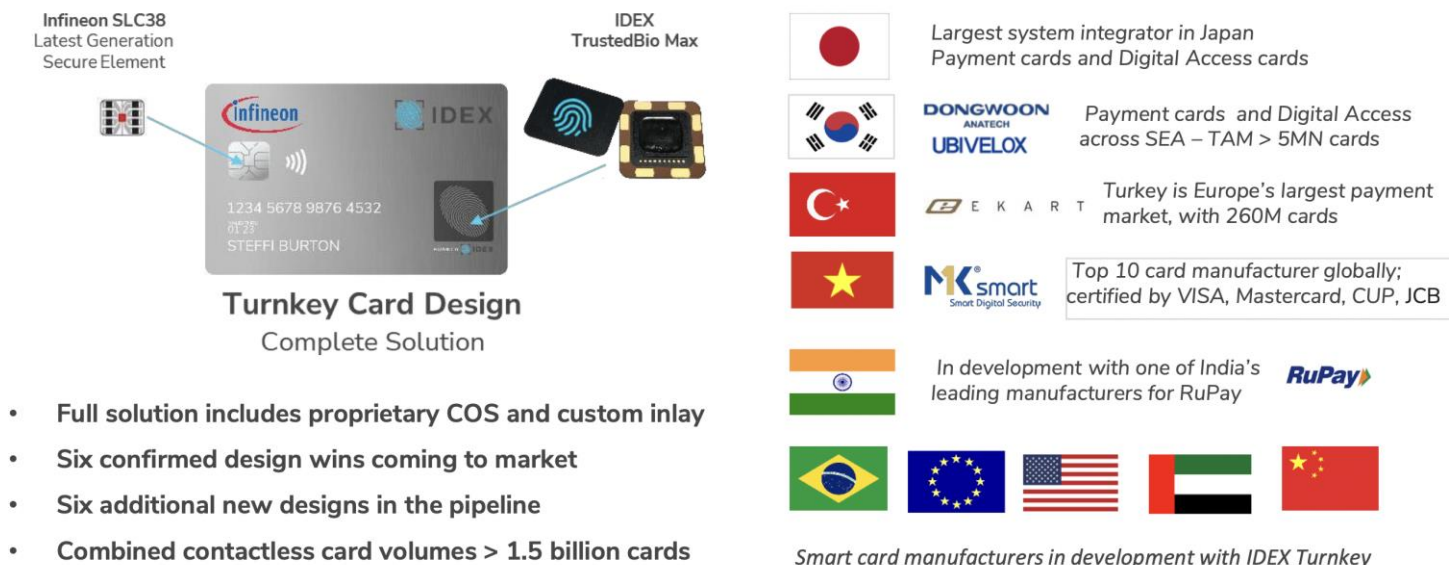 Infineon SLC38
Latest Generation
Secure Element
IDEX
TrustedBio Max
infineon
IDEX
1234 5678 9876 4532
01:23
STEFFI BURTON
IDEX
Turnkey Card Design
Complete Solution
• Full solution includes proprietary COS and custom inlay
• Six confirmed design wins coming to market
• Six additional new designs in the pipeline
• Combined contactless card volumes > 1.5 billion cards
Largest system integrator in Japan
Payment cards and Digital Access cards
DONGWOON
ANATECH
UBIVELOX
Payment cards and Digital Access
across SEA – TAM > 5MN cards
e EKART
Turkey is Europe's largest payment
market, with 260M cards
MK® smart
Smart Digital Security
Top 10 card manufacturer globally;
certified by VISA, Mastercard, CUP, JCB
In development with one of India's
leading manufacturers for RuPay
RuPay
Smart card manufacturers in development with IDEX Turnkey